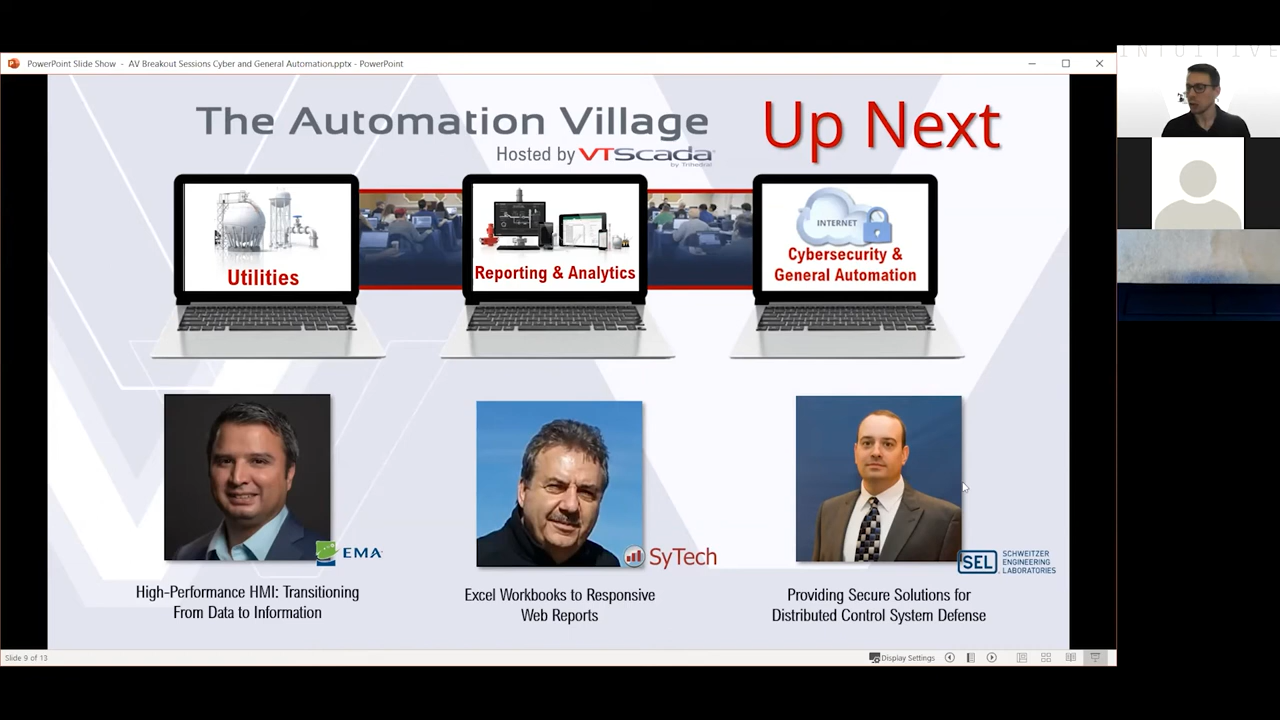 INTUITIVE
PowerPoint Slide Show - AV Breakout Sessions Cyber and General Automation.pptx - PowerPoint
The Automation Village
Hosted by VTScada
by Trihedral
Up Next
Utilities
Reporting & Analytics
INTERNET
Cybersecurity &
General Automation
EMA
SyTech
SEL SCHWEITZER
ENGINEERING
LABORATORIES
High-Performance HMI: Transitioning
From Data to Information
Excel Workbooks to Responsive
Web Reports
Providing Secure Solutions for
Distributed Control System Defense
Slide 9 of 13
Display Settings